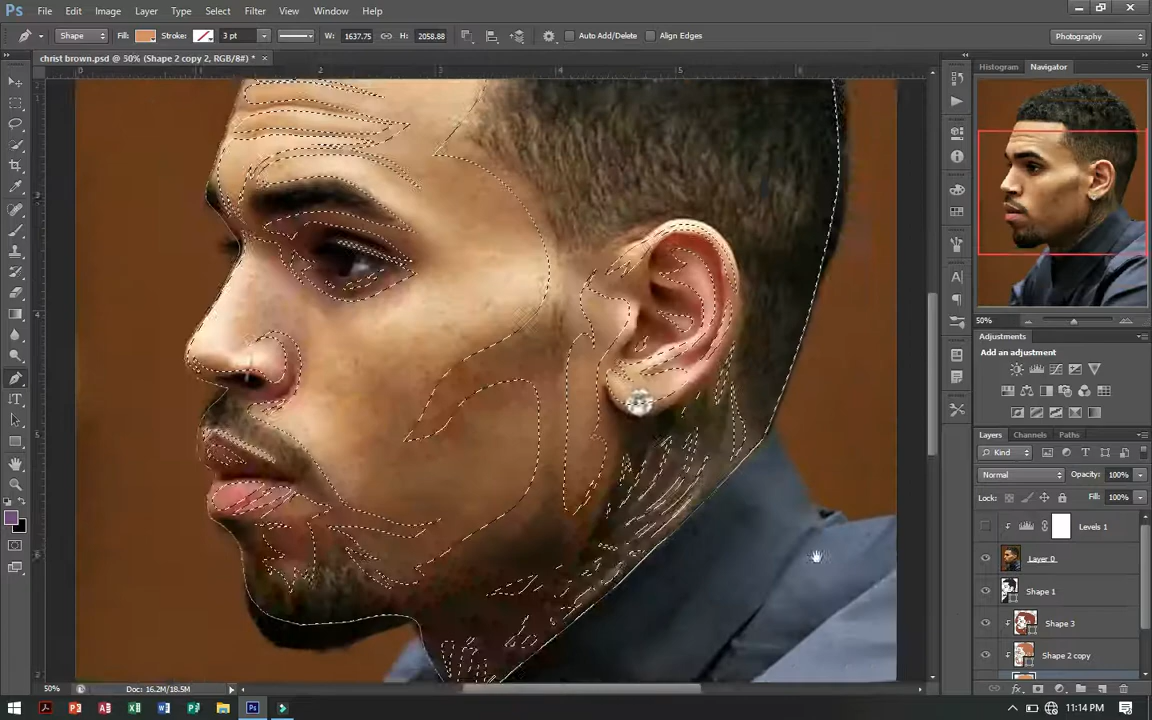 Ps File Edit Image Layer Type Select Filter View Window Help
Shape Fill: Stroke: 3 pt W: 1637.75 H: 2058.88 Auto Add/Delete Align Edges Photography
christ brown.psd @ 50% (Shape 2 copy 2, RGB/8#) * ×
Histogram Navigator
50%
Adjustments
Add an adjustment
Layers Channels Paths
Kind
Normal Opacity: 100%
Lock: Fill: 100%
Levels 1
Layer 0
Shape 1
Shape 3
Shape 2 copy
50% Doc: 16.2M/18.5M
11:14 PM